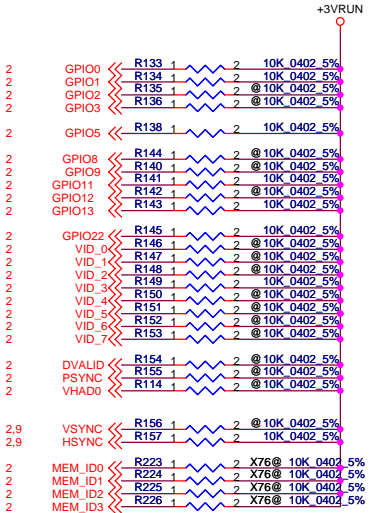 +3VRUN
2 GPIO0 R133 1 2 10K_0402_5%
2 GPIO1 R134 1 2 10K_0402_5%
2 GPIO2 R135 1 2 @ 10K_0402_5%
2 GPIO3 R136 1 2 @ 10K_0402_5%
2 GPIO5 R138 1 2 10K_0402_5%
2 GPIO8 R144 1 2 @ 10K_0402_5%
2 GPIO9 R140 1 2 @ 10K_0402_5%
2 GPIO11 R141 1 2 10K_0402_5%
2 GPIO12 R142 1 2 @ 10K_0402_5%
2 GPIO13 R143 1 2 10K_0402_5%
2 GPIO22 R145 1 2 10K_0402_5%
2 VID_0 R146 1 2 @ 10K_0402_5%
2 VID_1 R147 1 2 @ 10K_0402_5%
2 VID_2 R148 1 2 @ 10K_0402_5%
2 VID_3 R149 1 2 10K_0402_5%
2 VID_4 R150 1 2 @ 10K_0402_5%
2 VID_5 R151 1 2 @ 10K_0402_5%
2 VID_6 R152 1 2 @ 10K_0402_5%
2 VID_7 R153 1 2 @ 10K_0402_5%
2 DVALID R154 1 2 @ 10K_0402_5%
2 PSYNC R155 1 2 @ 10K_0402_5%
2 VHAD0 R114 1 2 @ 10K_0402_5%
2,9 VSYNC R156 1 2 @ 10K_0402_5%
2,9 HSYNC R157 1 2 10K_0402_5%
2 MEM_ID0 R223 1 2 X76@ 10K_0402_5%
2 MEM_ID1 R224 1 2 X76@ 10K_0402_5%
2 MEM_ID2 R225 1 2 X76@ 10K_0402_5%
2 MEM_ID3 R226 1 2 X76@ 10K_0402_5%